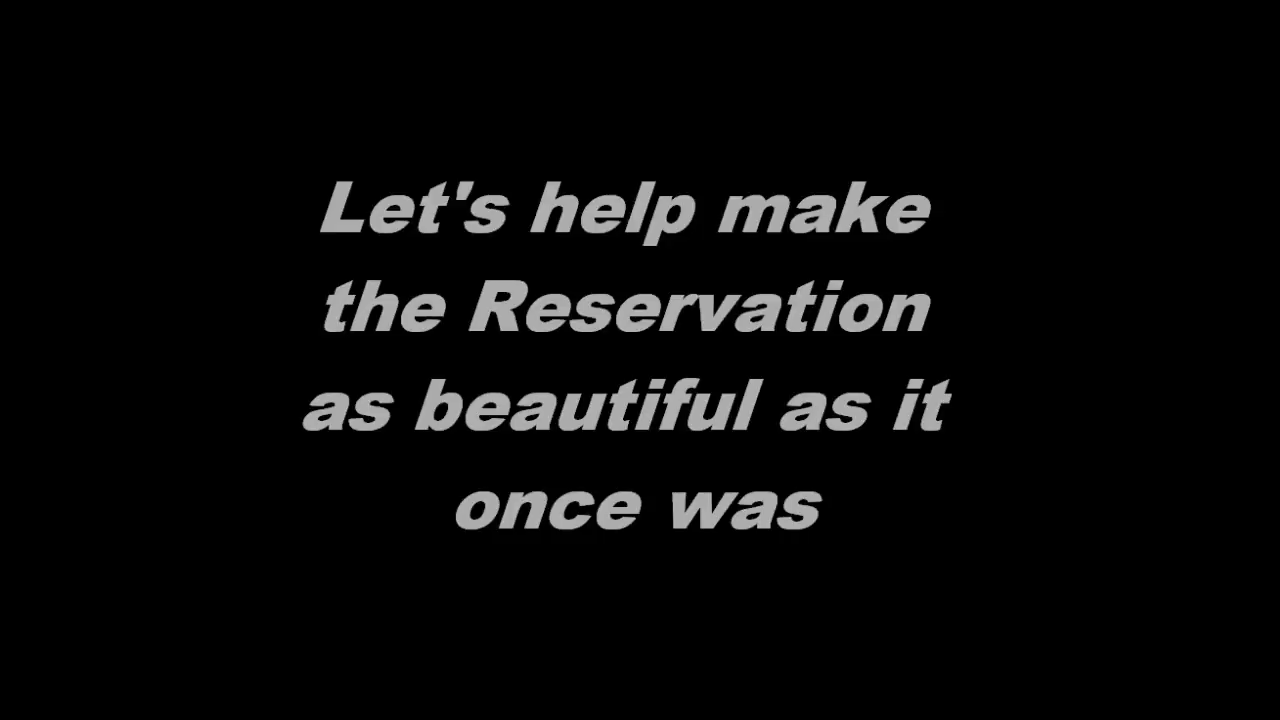 Let's help make
the Reservation
as beautiful as it
once was